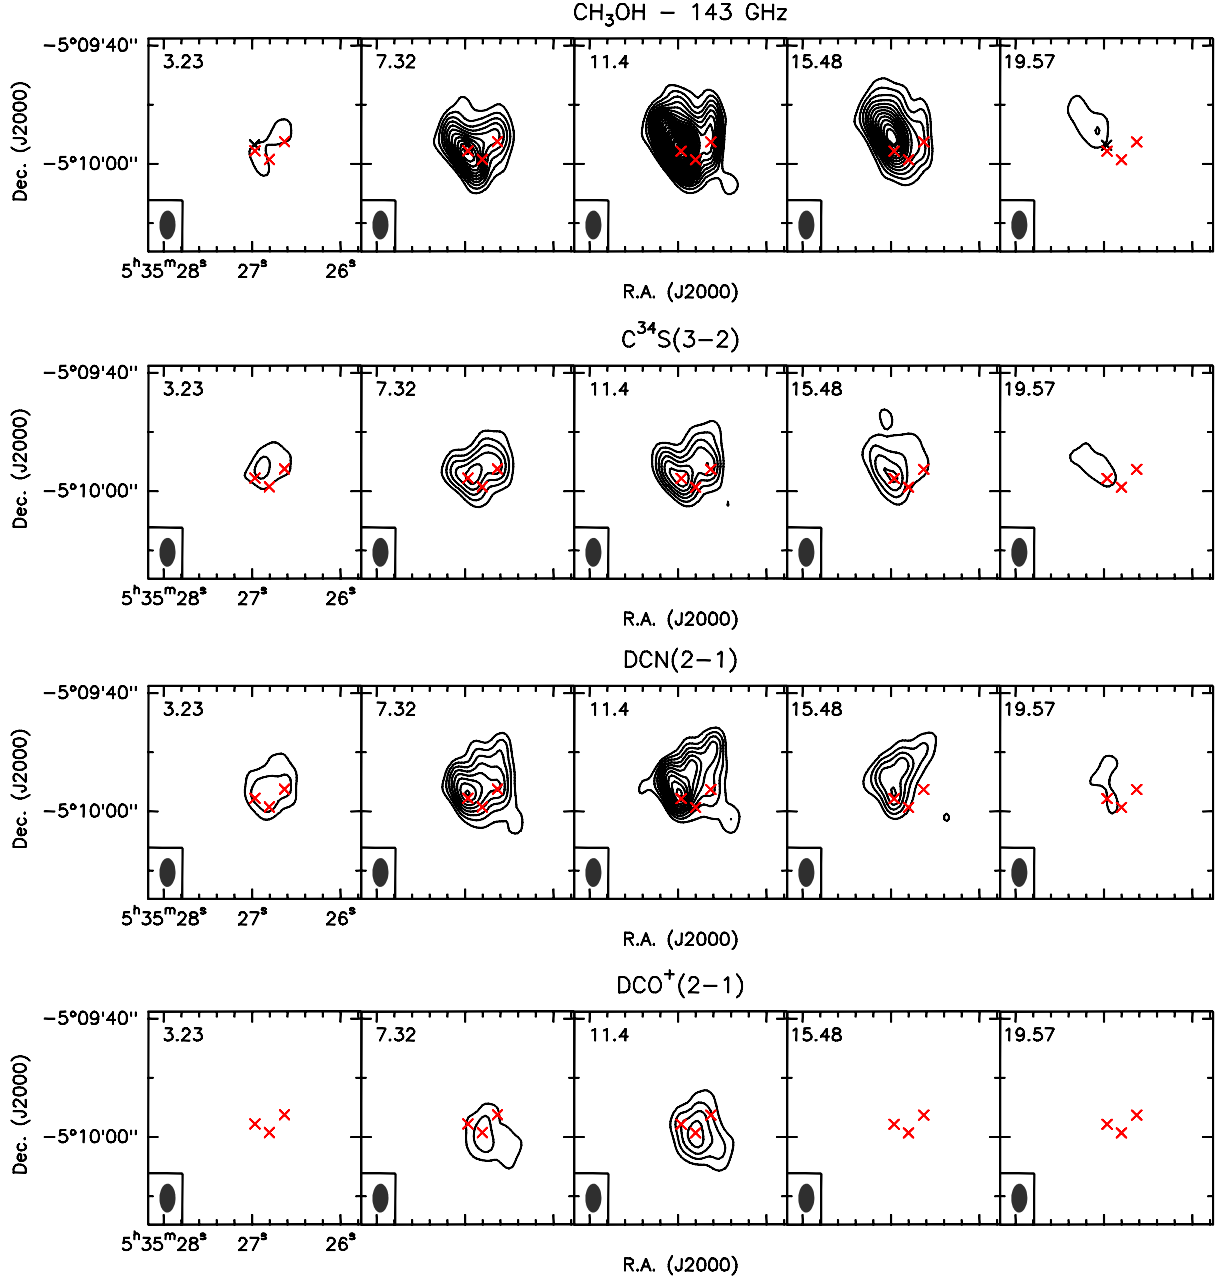 CH₃OH − 143 GHz
−5°09'40"
3.23 7.32 11.4 15.48 19.57
Dec. (J2000)
−5°10'00"
5ʰ35ᵐ28ˢ 27ˢ 26ˢ
R.A. (J2000)
C³⁴S(3−2)
−5°09'40"
3.23 7.32 11.4 15.48 19.57
Dec. (J2000)
−5°10'00"
5ʰ35ᵐ28ˢ 27ˢ 26ˢ
R.A. (J2000)
DCN(2−1)
−5°09'40"
3.23 7.32 11.4 15.48 19.57
Dec. (J2000)
−5°10'00"
5ʰ35ᵐ28ˢ 27ˢ 26ˢ
R.A. (J2000)
DCO⁺(2−1)
−5°09'40"
3.23 7.32 11.4 15.48 19.57
Dec. (J2000)
−5°10'00"
5ʰ35ᵐ28ˢ 27ˢ 26ˢ
R.A. (J2000)